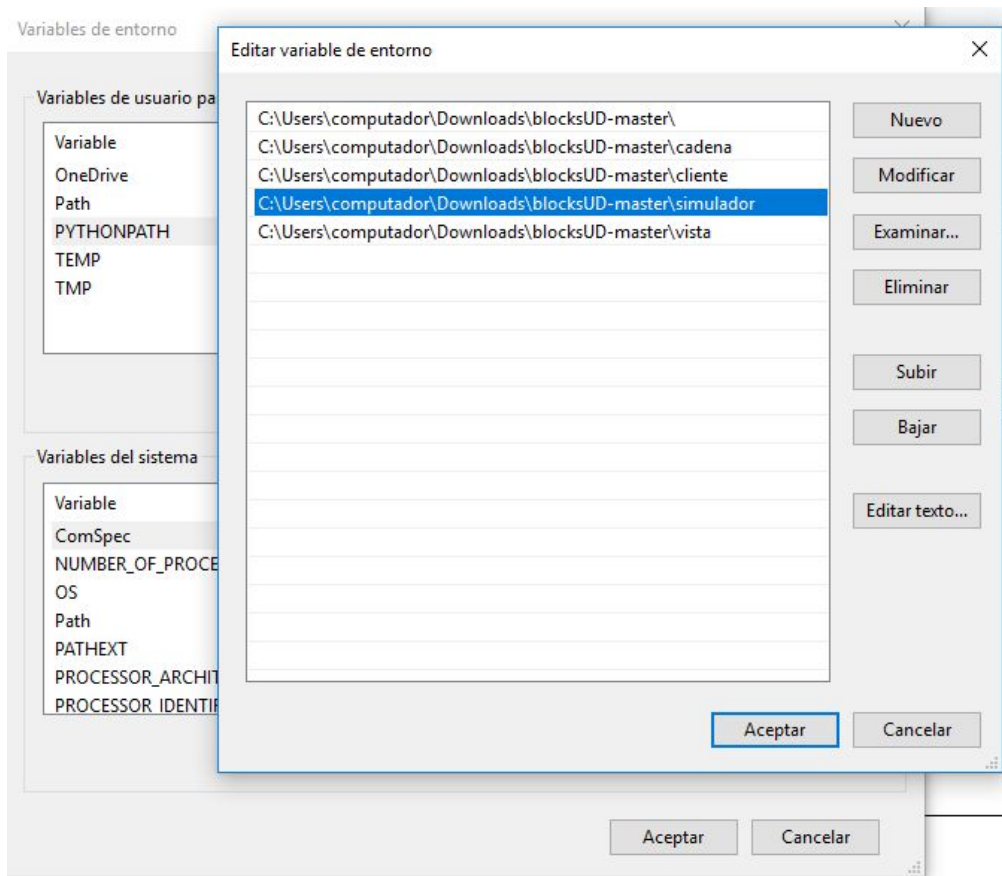 Variables de entorno
Editar variable de entorno
Variables de usuario pa
Variable
OneDrive
Path
PYTHONPATH
TEMP
TMP
C:\Users\computador\Downloads\blocksUD-master\
C:\Users\computador\Downloads\blocksUD-master\cadena
C:\Users\computador\Downloads\blocksUD-master\cliente
C:\Users\computador\Downloads\blocksUD-master\simulador
C:\Users\computador\Downloads\blocksUD-master\vista
Nuevo
Modificar
Examinar...
Eliminar
Subir
Bajar
Editar texto...
Variables del sistema
Variable
ComSpec
NUMBER_OF_PROCE
OS
Path
PATHEXT
PROCESSOR_ARCHIT
PROCESSOR IDENTIF
Aceptar
Cancelar
Aceptar
Cancelar